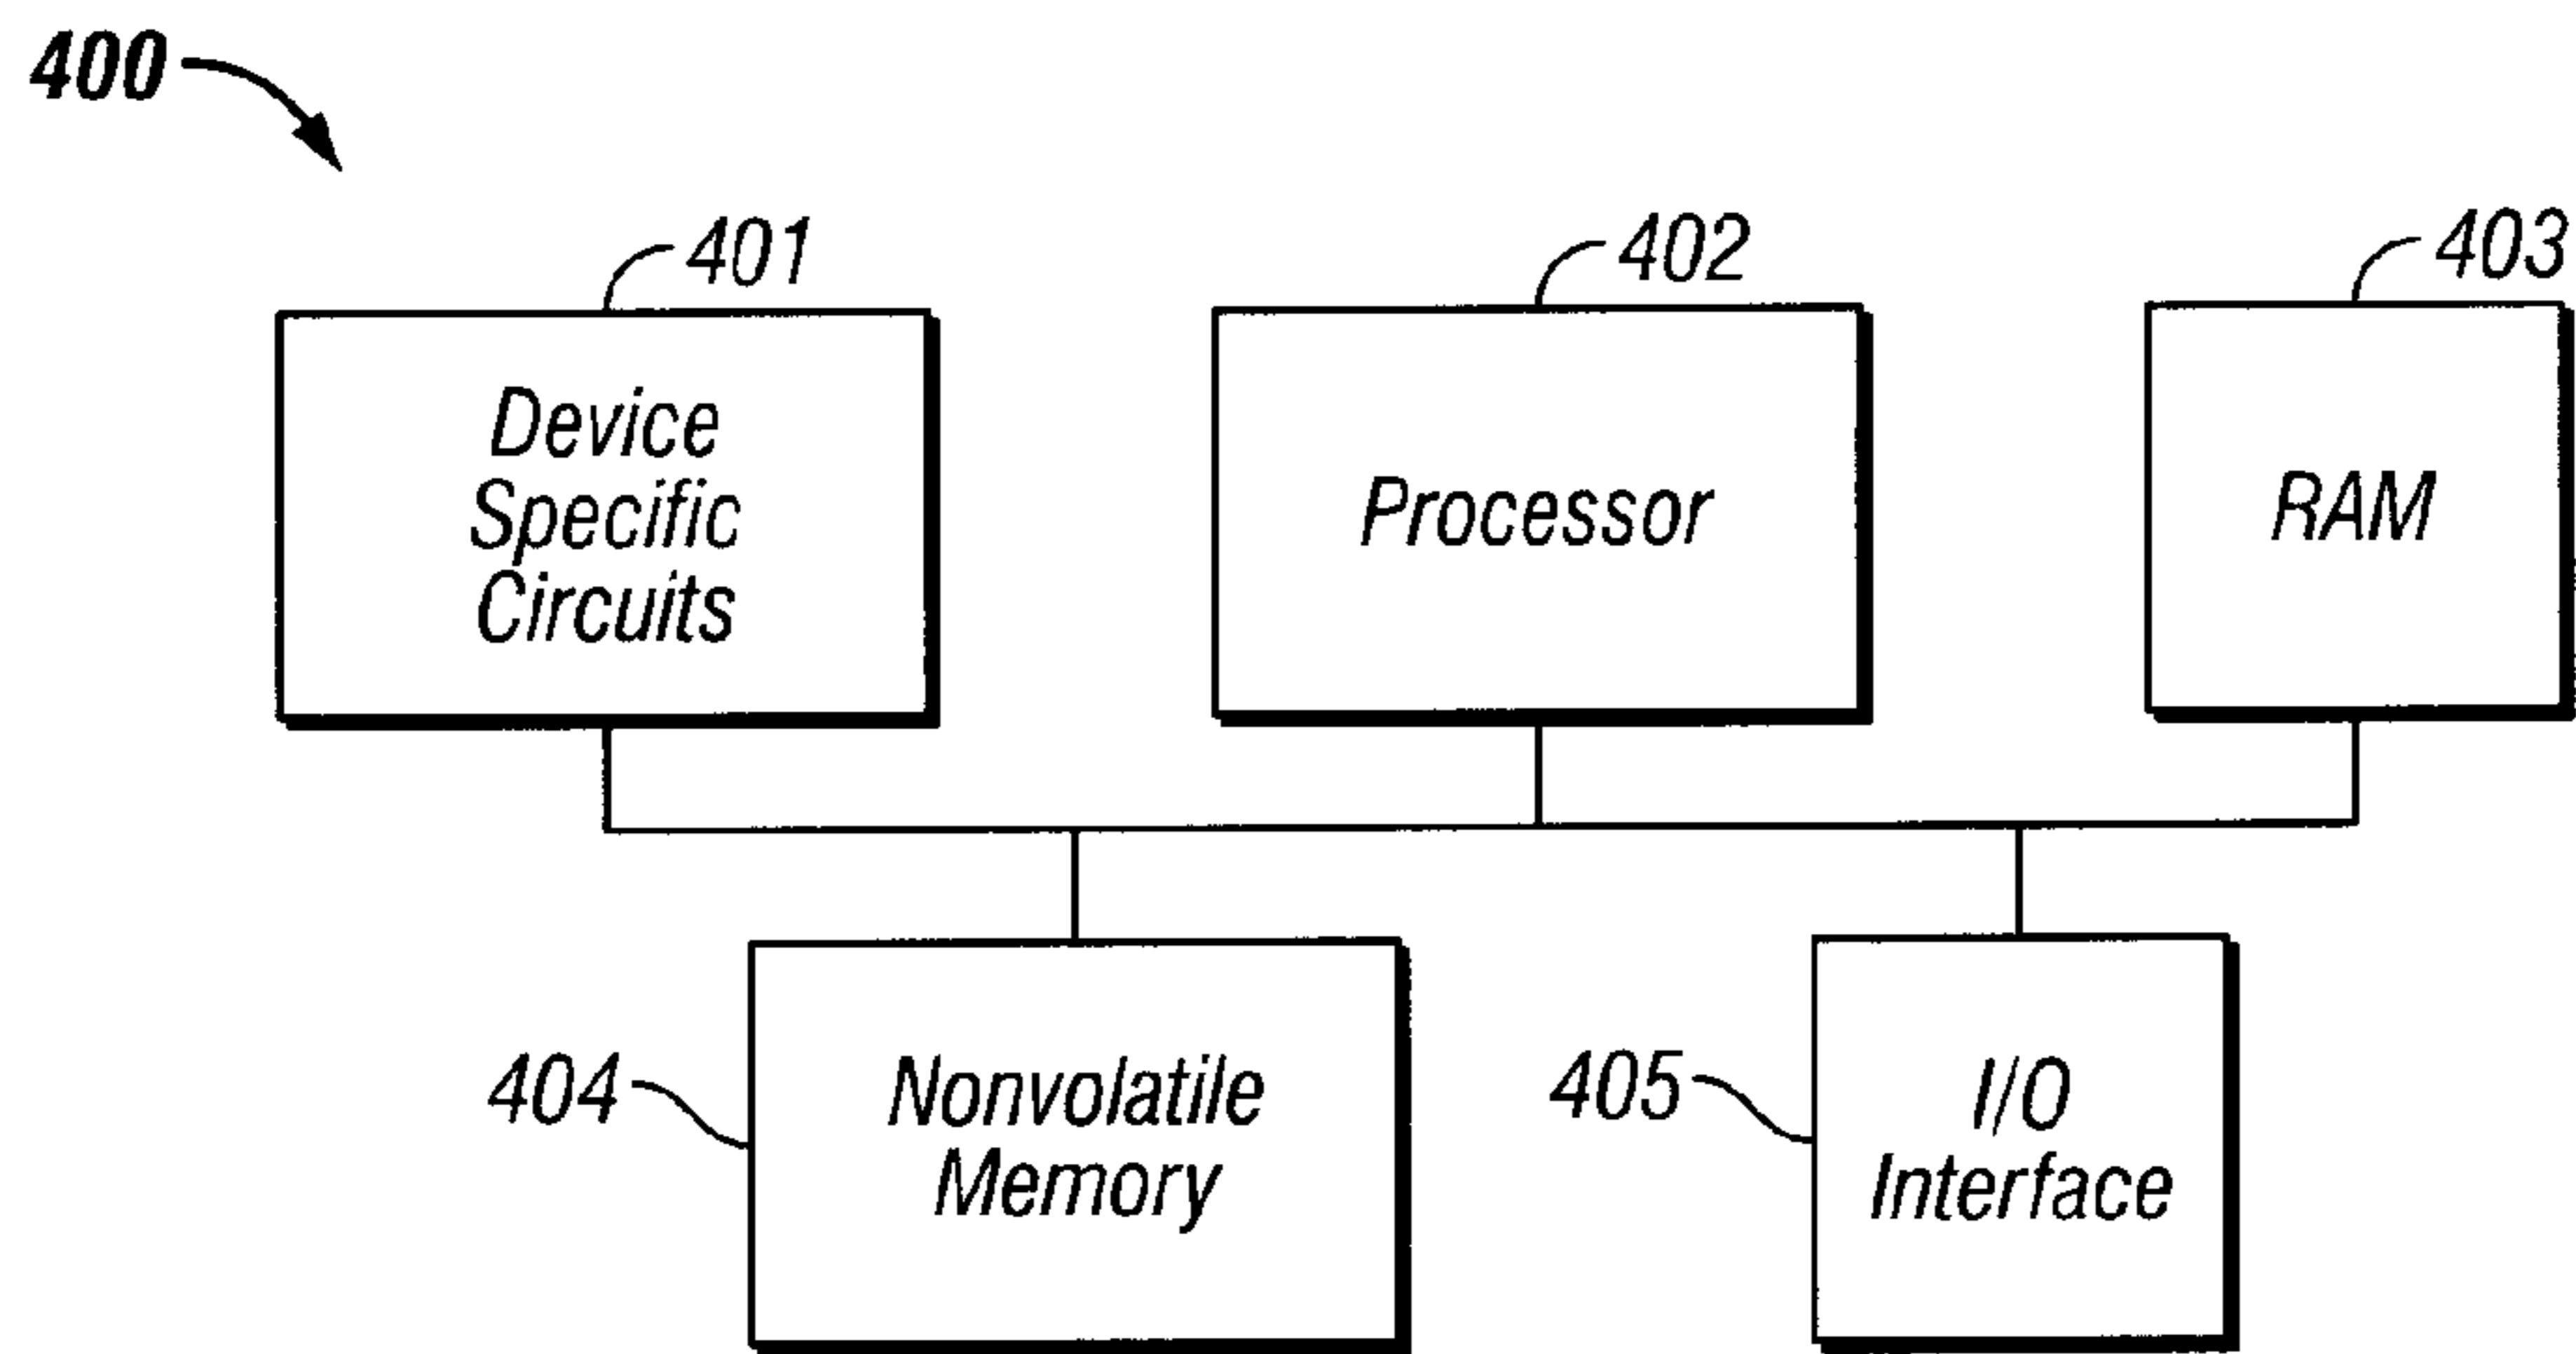 400
401
402
403
Device
Specific
Circuits
Processor
RAM
404
Nonvolatile
Memory
405
I/O
Interface